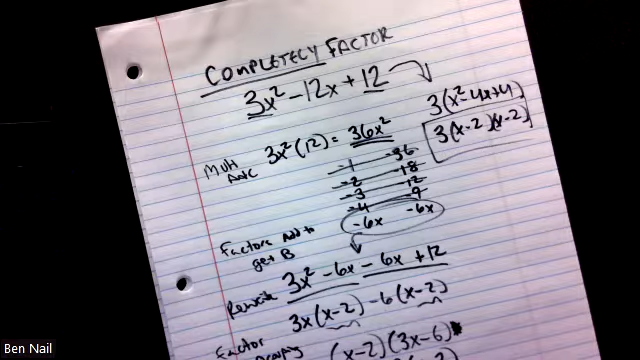 COMPLETELY FACTOR
3x² - 12x + 12
3(x² - 4x + 4)
3(x-2)(x-2)
Mult A∧C 3x²(12) = 36x²
-1 -36
-2 -18
-3 -12
-4 -9
-6x -6x
Factors Add to get B
Rewrite 3x² - 6x - 6x + 12
3x(x-2) - 6(x-2)
Factor
(x-2)(3x-6)
Ben Nail